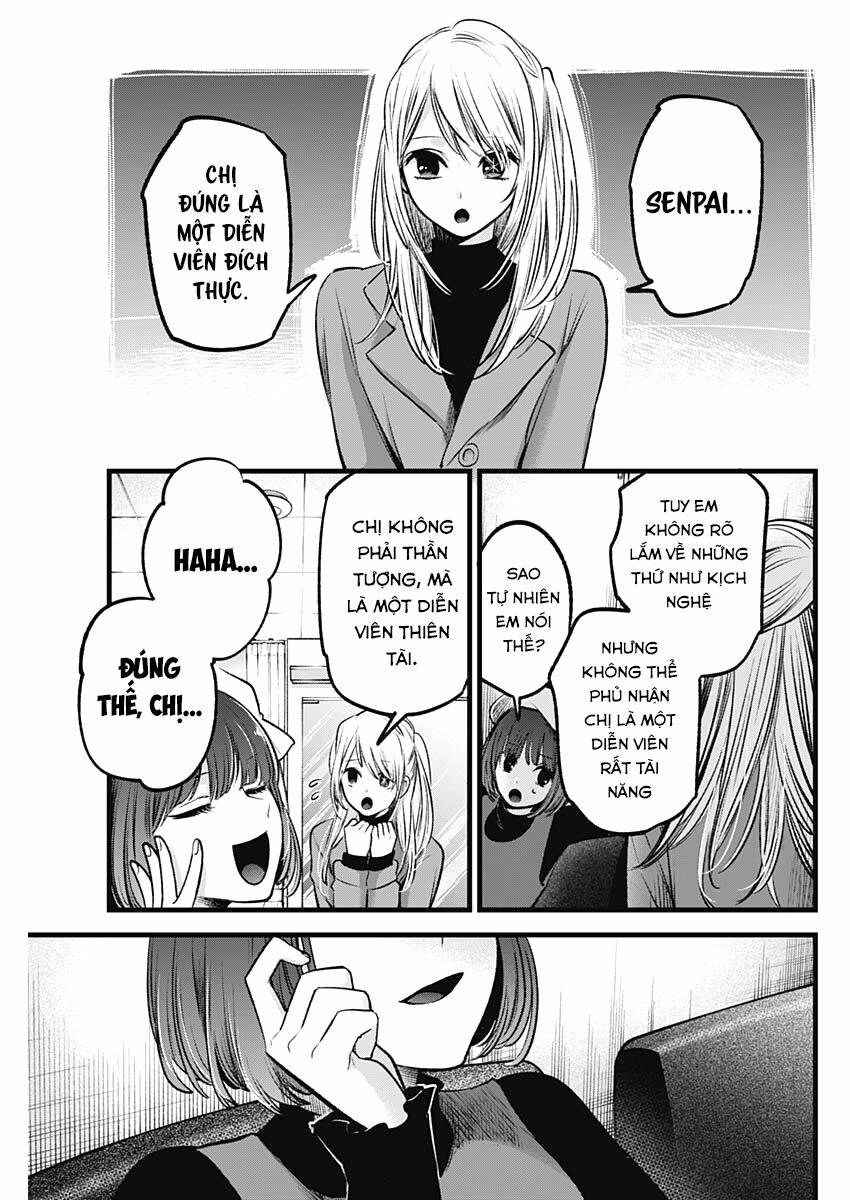 SENPAI...
CHỊ
ĐÚNG LÀ
MỘT DIỄN
VIÊN ĐÍCH
THỰC.
TUY EM
KHÔNG RÕ
LẮM VỀ NHỮNG
THỨ NHƯ KỊCH
NGHỆ
NHƯNG
KHÔNG THỂ
PHỦ NHẬN
CHỊ LÀ MỘT
DIỄN VIÊN
RẤT TÀI
NĂNG
SAO
TỰ NHIÊN
EM NÓI
THẾ?
CHỊ KHÔNG
PHẢI THẦN
TƯỢNG, MÀ
LÀ MỘT DIỄN
VIÊN THIÊN
TÀI.
HAHA...
ĐÚNG
THẾ, CHỊ...